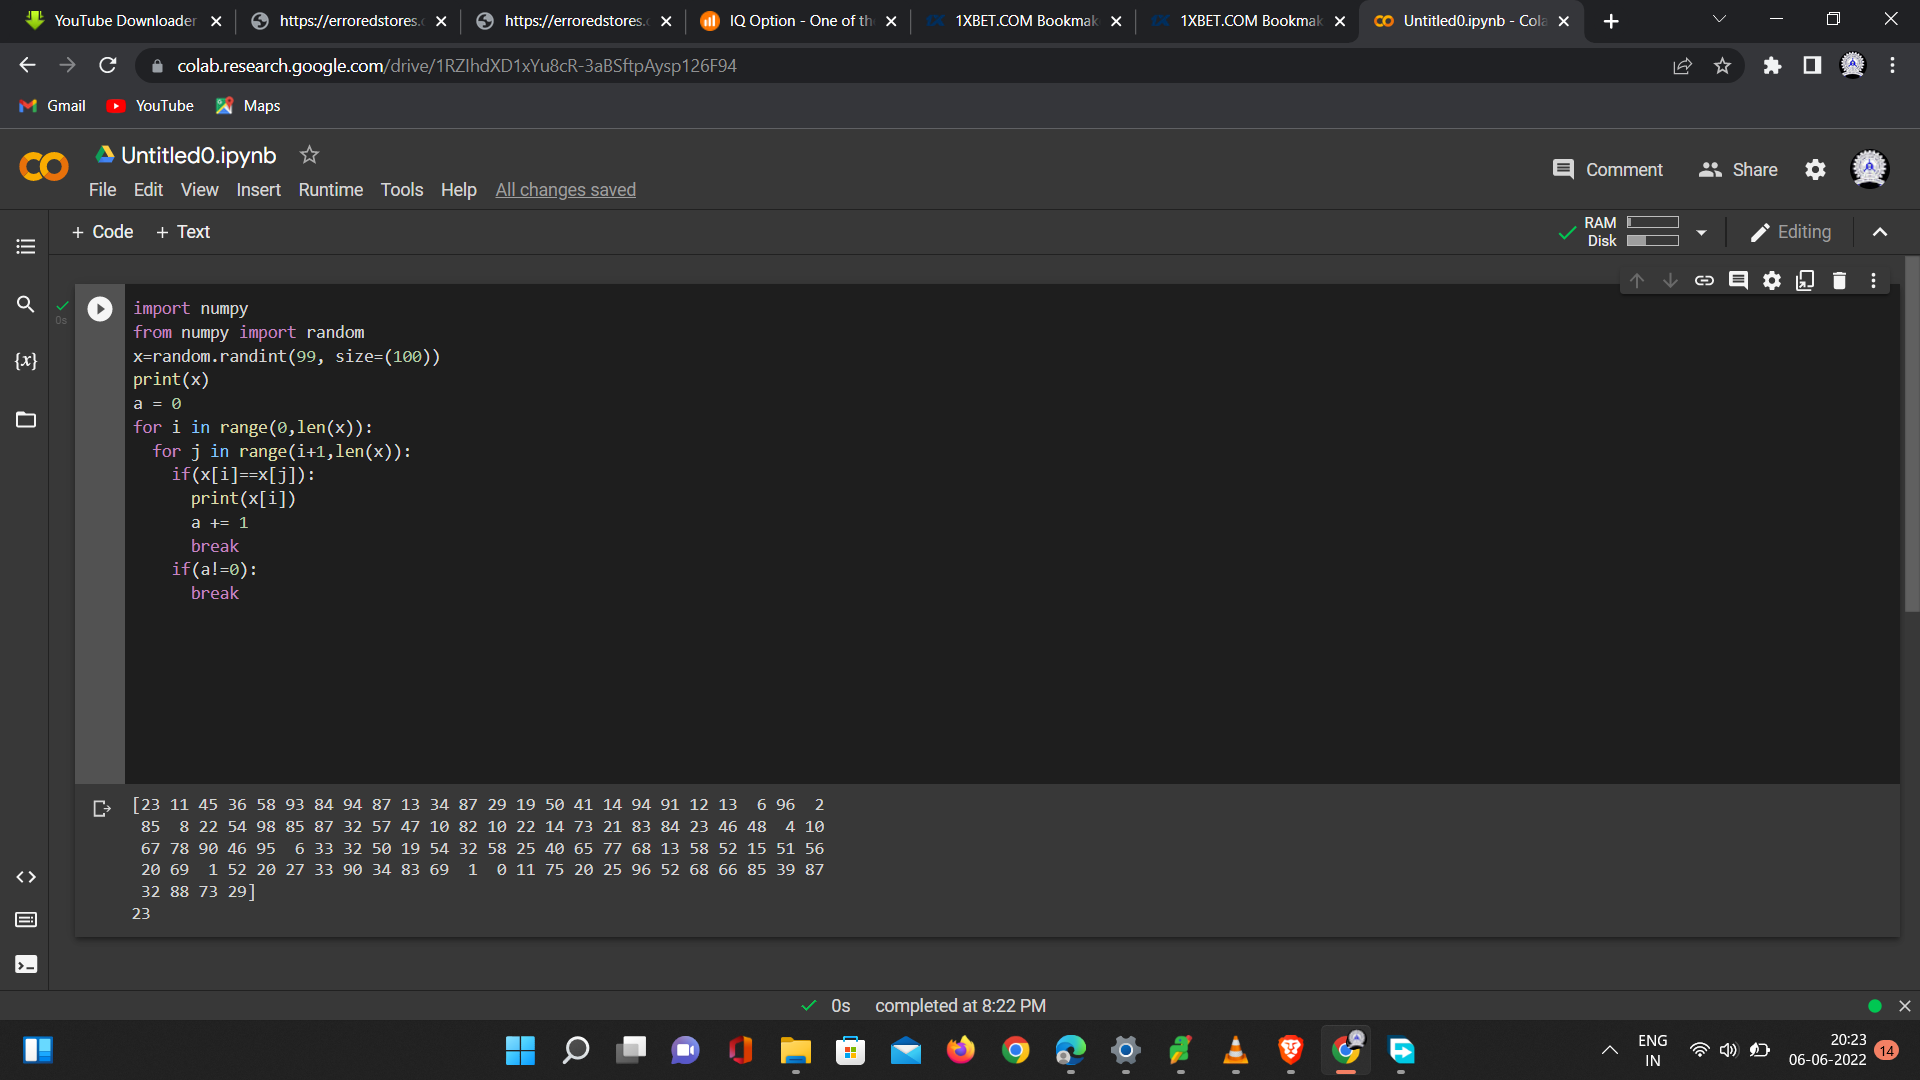 YouTube Downloader
https://erroredstores.c
https://erroredstores.c
IQ Option - One of the
1XBET.COM Bookmak
1XBET.COM Bookmak
Untitled0.ipynb - Cola
colab.research.google.com/drive/1RZIhdXD1xYu8cR-3aBSftpAysp126F94
Gmail
YouTube
Maps
Untitled0.ipynb
File Edit View Insert Runtime Tools Help All changes saved
Comment
Share
+ Code + Text
RAM
Disk
Editing
{x}
0s
import numpy
from numpy import random
x=random.randint(99, size=(100))
print(x)
a = 0
for i in range(0,len(x)):
  for j in range(i+1,len(x)):
    if(x[i]==x[j]):
      print(x[i])
      a += 1
      break
    if(a!=0):
      break
[23 11 45 36 58 93 84 94 87 13 34 87 29 19 50 41 14 94 91 12 13  6 96  2
 85  8 22 54 98 85 87 32 57 47 10 82 10 22 14 73 21 83 84 23 46 48  4 10
 67 78 90 46 95  6 33 32 50 19 54 32 58 25 40 65 77 68 13 58 52 15 51 56
 20 69  1 52 20 27 33 90 34 83 69  1  0 11 75 20 25 96 52 68 66 85 39 87
 32 88 73 29]
23
0s completed at 8:22 PM
ENG
IN
20:23
06-06-2022
14